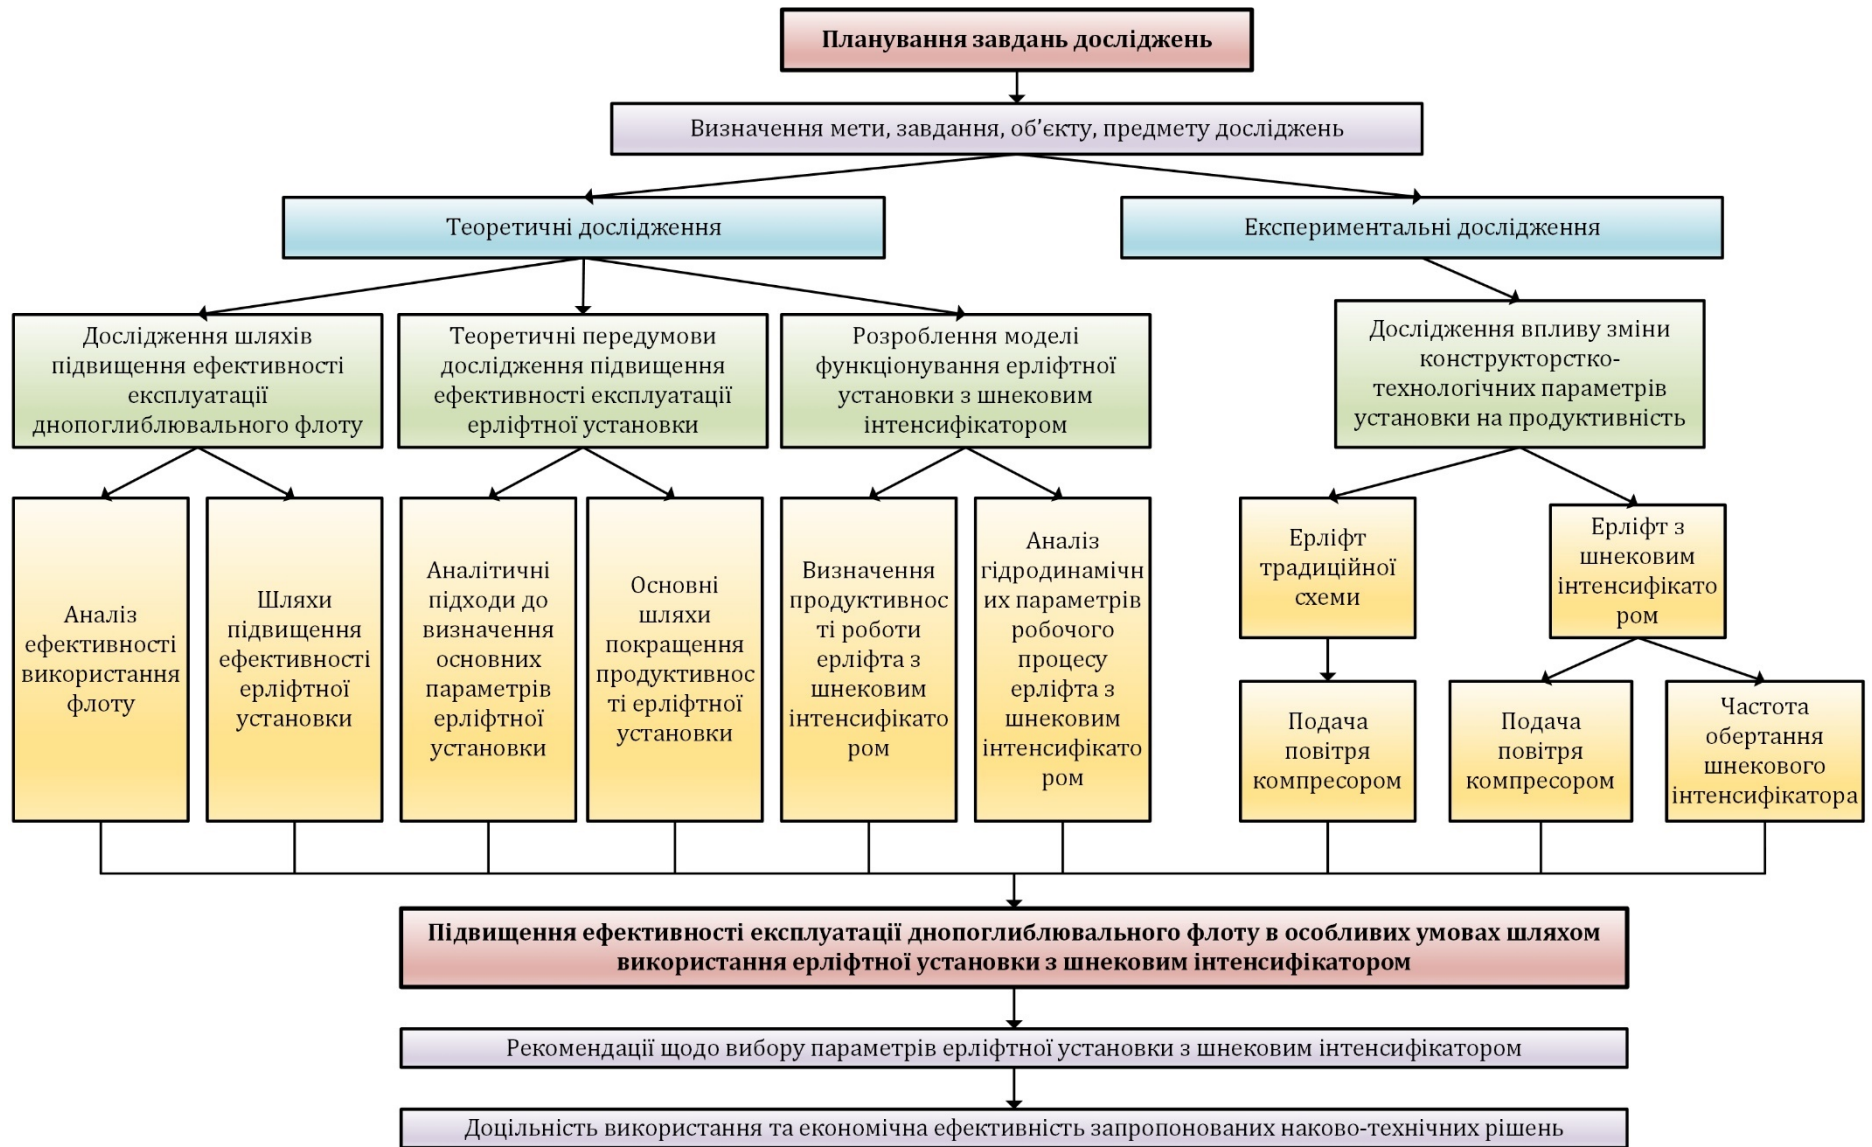 Планування завдань досліджень
Визначення мети, завдання, об’єкту, предмету досліджень
Теоретичні дослідження
Експериментальні дослідження
Дослідження шляхів
підвищення ефективності
експлуатації
днопоглиблювального флоту
Теоретичні передумови
дослідження підвищення
ефективності експлуатації
ерліфтної установки
Розроблення моделі
функціонування ерліфтної
установки з шнековим
інтенсифікатором
Дослідження впливу зміни
конструкторстко-
технологічних параметрів
установки на продуктивність
Аналіз
ефективності
використання
флоту
Шляхи
підвищення
ефективності
ерліфтної
установки
Аналітичні
підходи до
визначення
основних
параметрів
ерліфтної
установки
Основні
шляхи
покращення
продуктивнос
ті ерліфтної
установки
Визначення
продуктивнос
ті роботи
ерліфта з
шнековим
інтенсифікато
ром
Аналіз
гідродинамічн
их параметрів
робочого
процесу
ерліфта з
шнековим
інтенсифікато
ром
Ерліфт
традиційної
схеми
Ерліфт з
шнековим
інтенсифікато
ром
Подача
повітря
компресором
Подача
повітря
компресором
Частота
обертання
шнекового
інтенсифікатора
Підвищення ефективності експлуатації днопоглиблювального флоту в особливих умовах шляхом
використання ерліфтної установки з шнековим інтенсифікатором
Рекомендації щодо вибору параметрів ерліфтної установки з шнековим інтенсифікатором
Доцільність використання та економічна ефективність запропонованих наково-технічних рішень